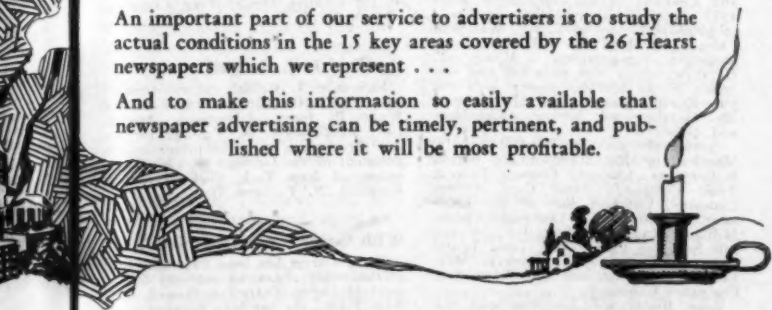 An important part of our service to advertisers is to study the
actual conditions in the 15 key areas covered by the 26 Hearst
newspapers which we represent . . .
And to make this information so easily available that
newspaper advertising can be timely, pertinent, and pub-
lished where it will be most profitable.